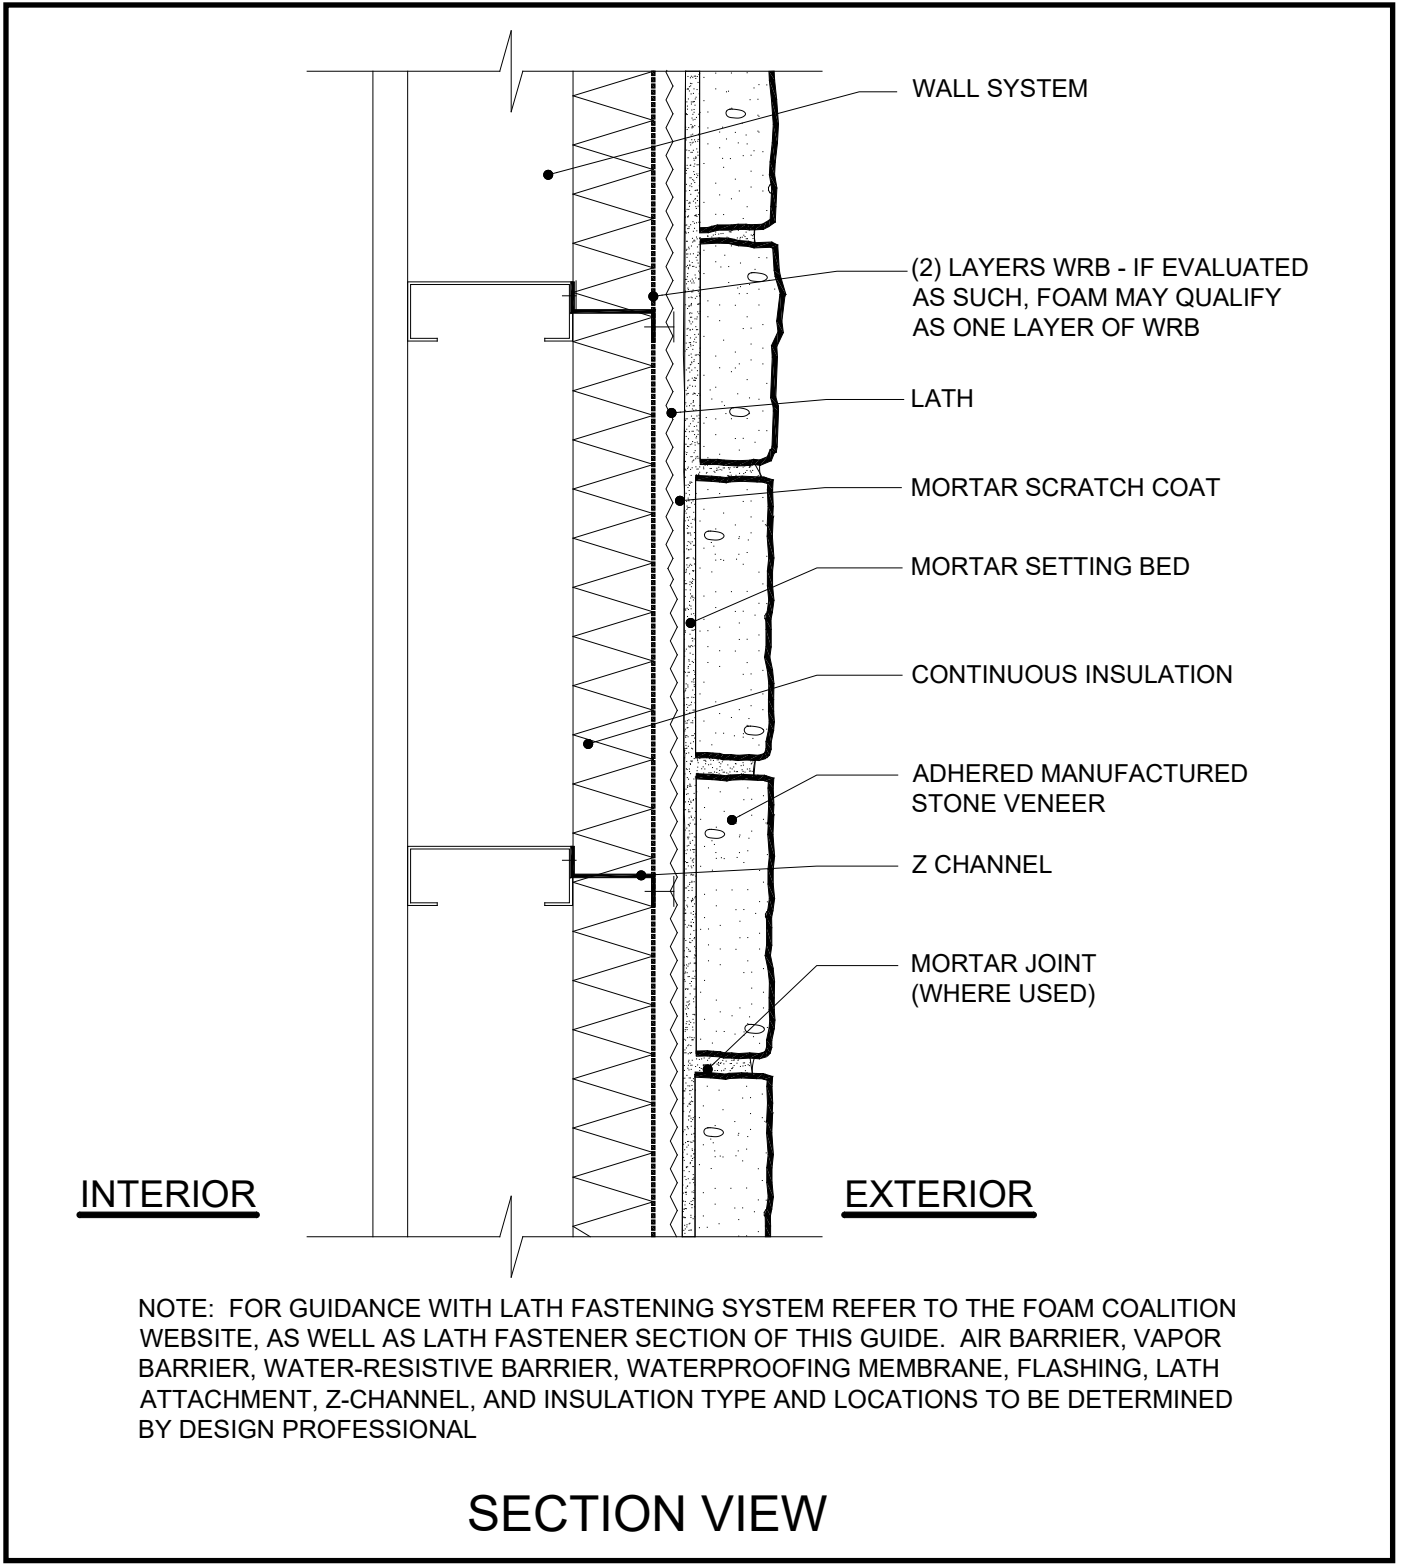 WALL SYSTEM
(2) LAYERS WRB - IF EVALUATED
AS SUCH, FOAM MAY QUALIFY
AS ONE LAYER OF WRB
LATH
MORTAR SCRATCH COAT
MORTAR SETTING BED
CONTINUOUS INSULATION
ADHERED MANUFACTURED
STONE VENEER
Z CHANNEL
MORTAR JOINT
(WHERE USED)
INTERIOR
EXTERIOR
NOTE: FOR GUIDANCE WITH LATH FASTENING SYSTEM REFER TO THE FOAM COALITION
WEBSITE, AS WELL AS LATH FASTENER SECTION OF THIS GUIDE. AIR BARRIER, VAPOR
BARRIER, WATER-RESISTIVE BARRIER, WATERPROOFING MEMBRANE, FLASHING, LATH
ATTACHMENT, Z-CHANNEL, AND INSULATION TYPE AND LOCATIONS TO BE DETERMINED
BY DESIGN PROFESSIONAL
SECTION VIEW